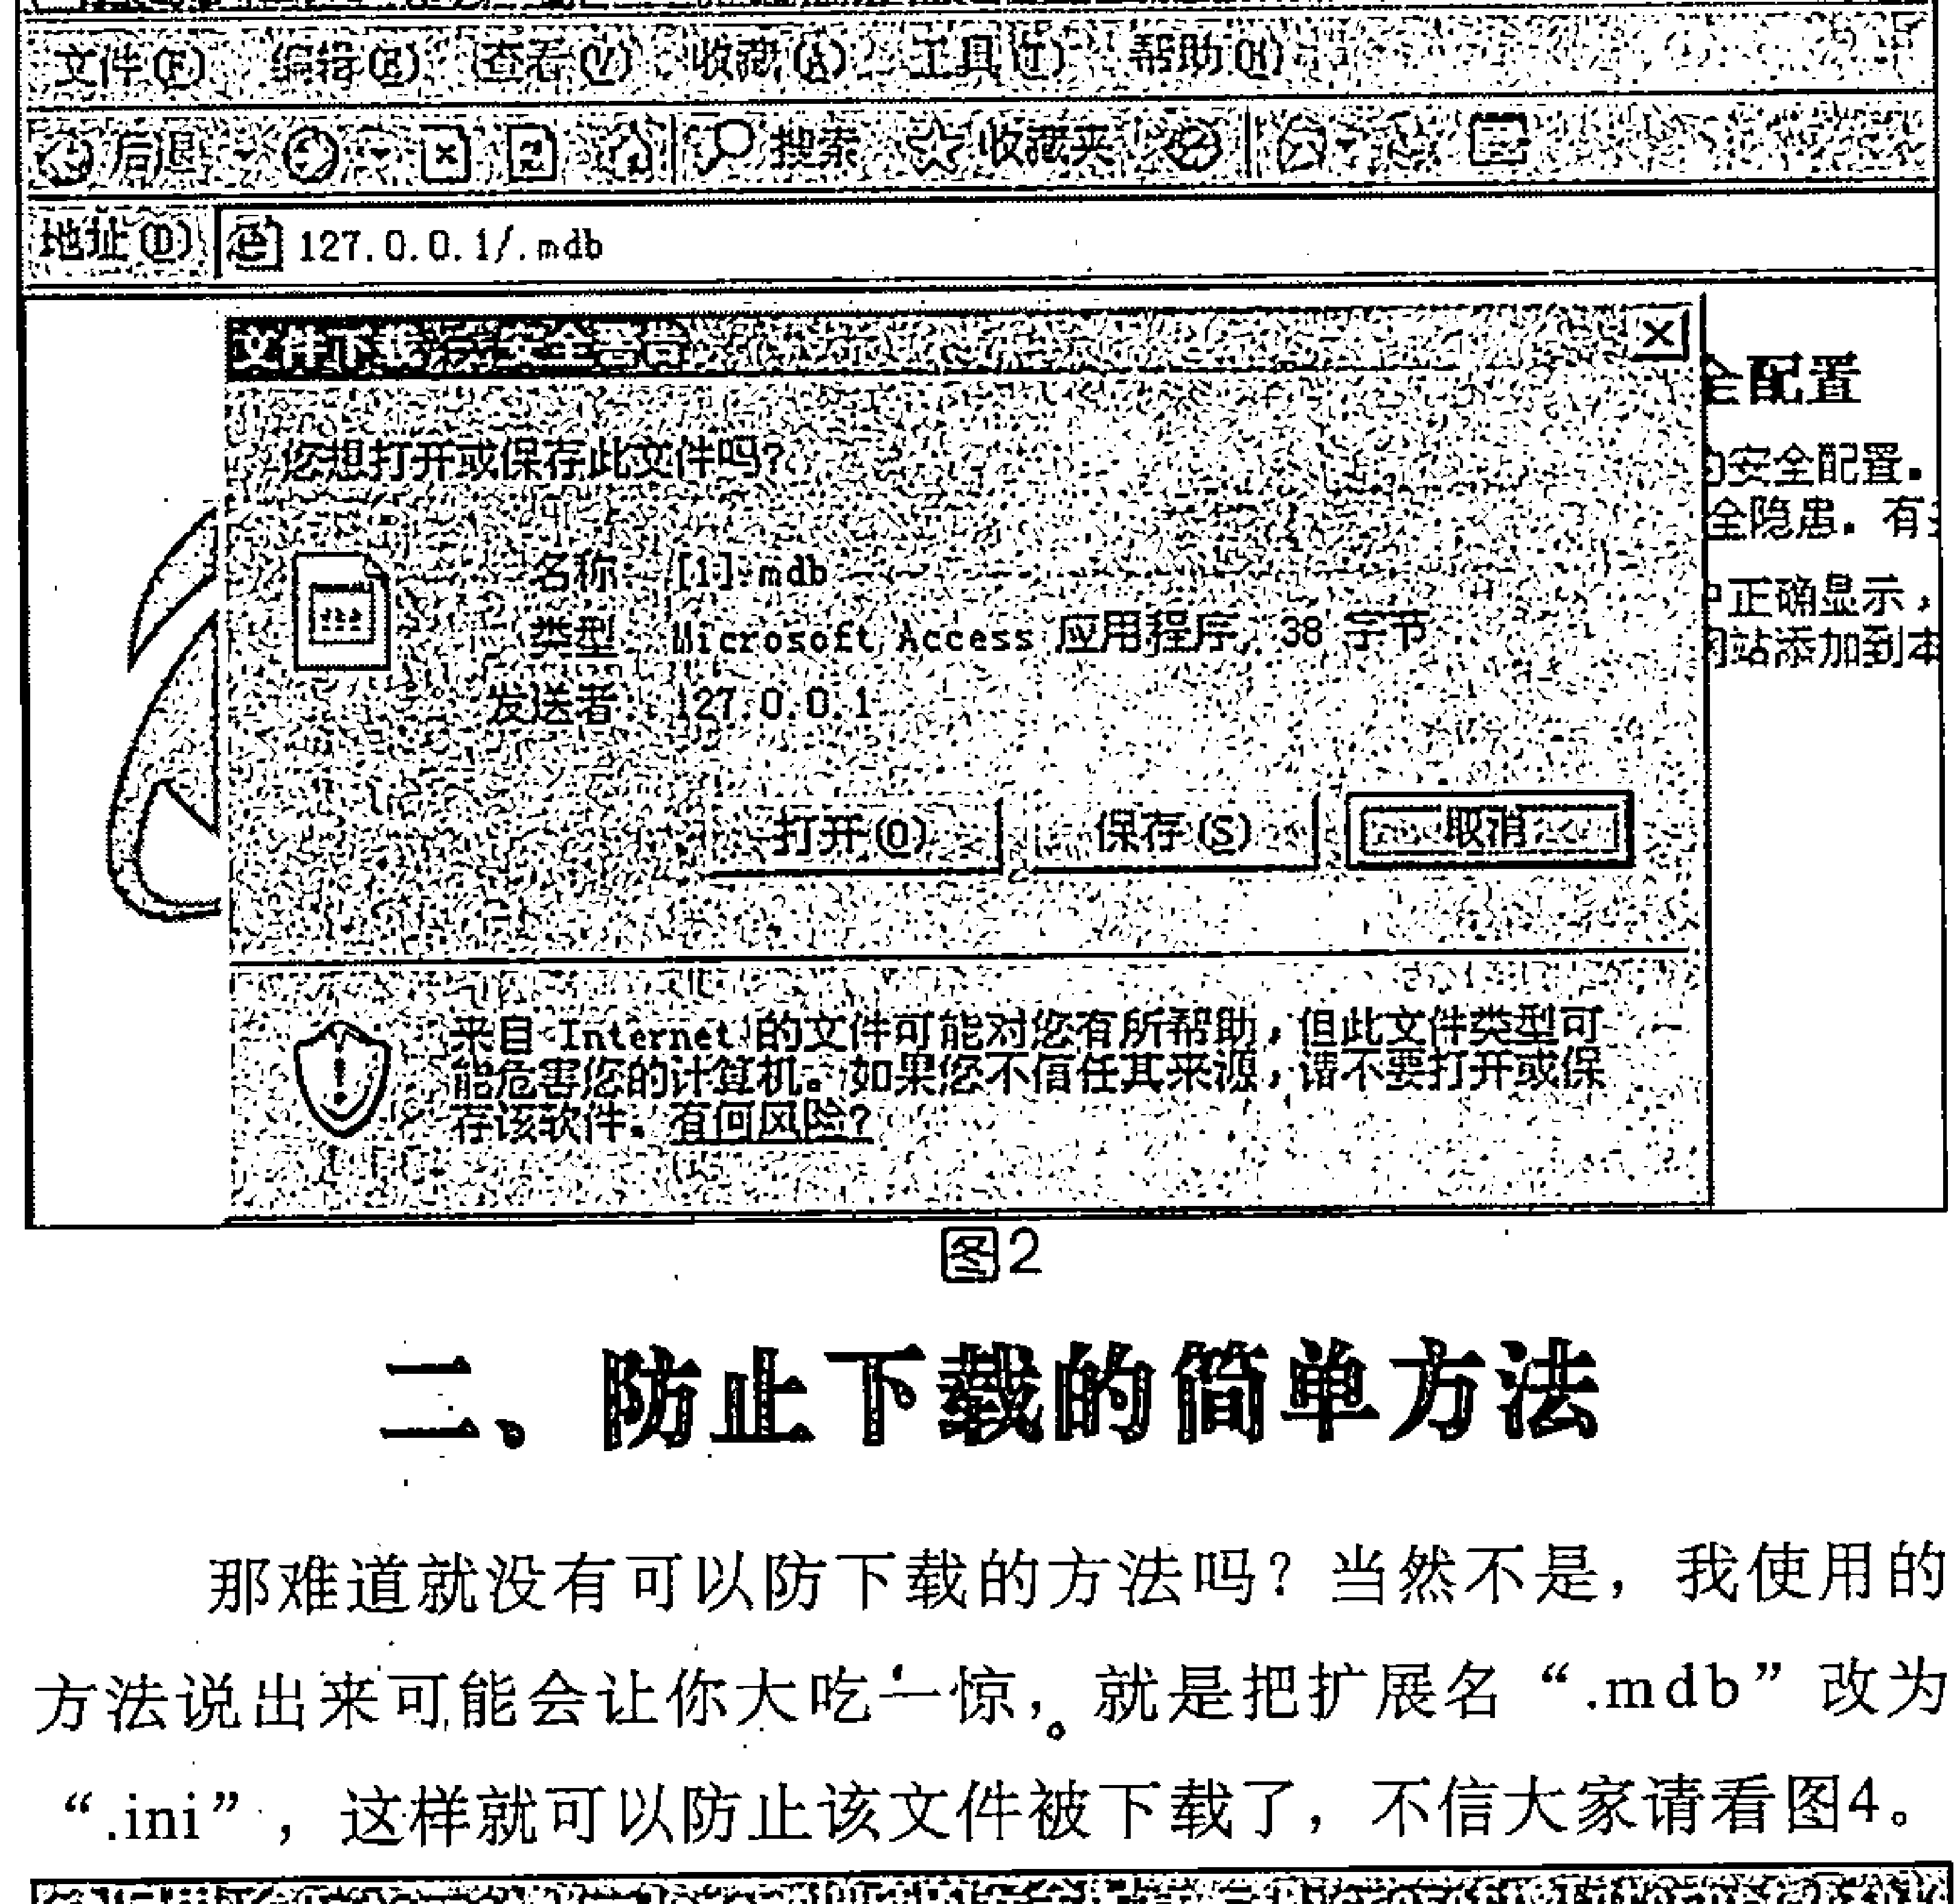 文件(F) 编辑(E) 查看(V) 收藏(A) 工具(T) 帮助(H)
后退 搜索 收藏夹
地址(D) 127.0.0.1/.mdb
文件下载 - 安全警告
全配置
您想打开或保存此文件吗?
的安全配置.
全隐患. 有
名称: [1].mdb
类型: Microsoft Access 应用程序, 38 字节
中正确显示,
网站添加到本
发送者: 127.0.0.1
打开(O) 保存(S) 取消
来自 Internet 的文件可能对您有所帮助,但此文件类型可
能危害您的计算机。如果您不信任其来源,请不要打开或保
存该软件。有何风险?
图2
二、防止下载的简单方法
那难道就没有可以防下载的方法吗？当然不是，我使用的
方法说出来可能会让你大吃一惊，。就是把扩展名“.mdb”改为
“.ini”，这样就可以防止该文件被下载了，不信大家请看图4。